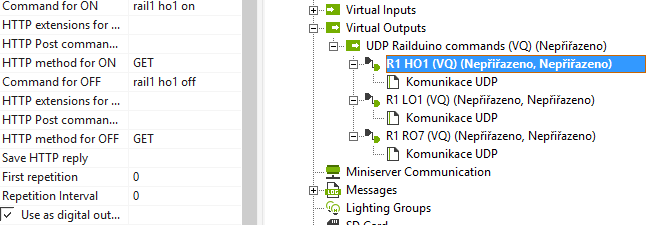 Command for ON rail1 ho1 on
HTTP extensions for ...
HTTP Post comman...
HTTP method for ON GET
Command for OFF rail1 ho1 off
HTTP extensions for ...
HTTP Post comman...
HTTP method for OFF GET
Save HTTP reply
First repetition 0
Repetition Interval 0
Use as digital out...
Virtual Inputs
Virtual Outputs
UDP Railduino commands (VQ) (Nepřiřazeno)
R1 HO1 (VQ) (Nepřiřazeno, Nepřiřazeno)
Komunikace UDP
R1 LO1 (VQ) (Nepřiřazeno, Nepřiřazeno)
Komunikace UDP
R1 RO7 (VQ) (Nepřiřazeno, Nepřiřazeno)
Komunikace UDP
Miniserver Communication
Messages
Lighting Groups
SD Card